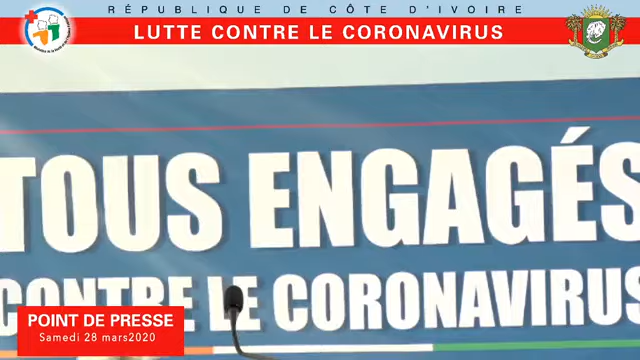 RÉPUBLIQUE DE CÔTE D'IVOIRE
LUTTE CONTRE LE CORONAVIRUS
TOUS ENGAGÉS
CONTRE LE CORONAVIRUS
POINT DE PRESSE
Samedi 28 mars2020